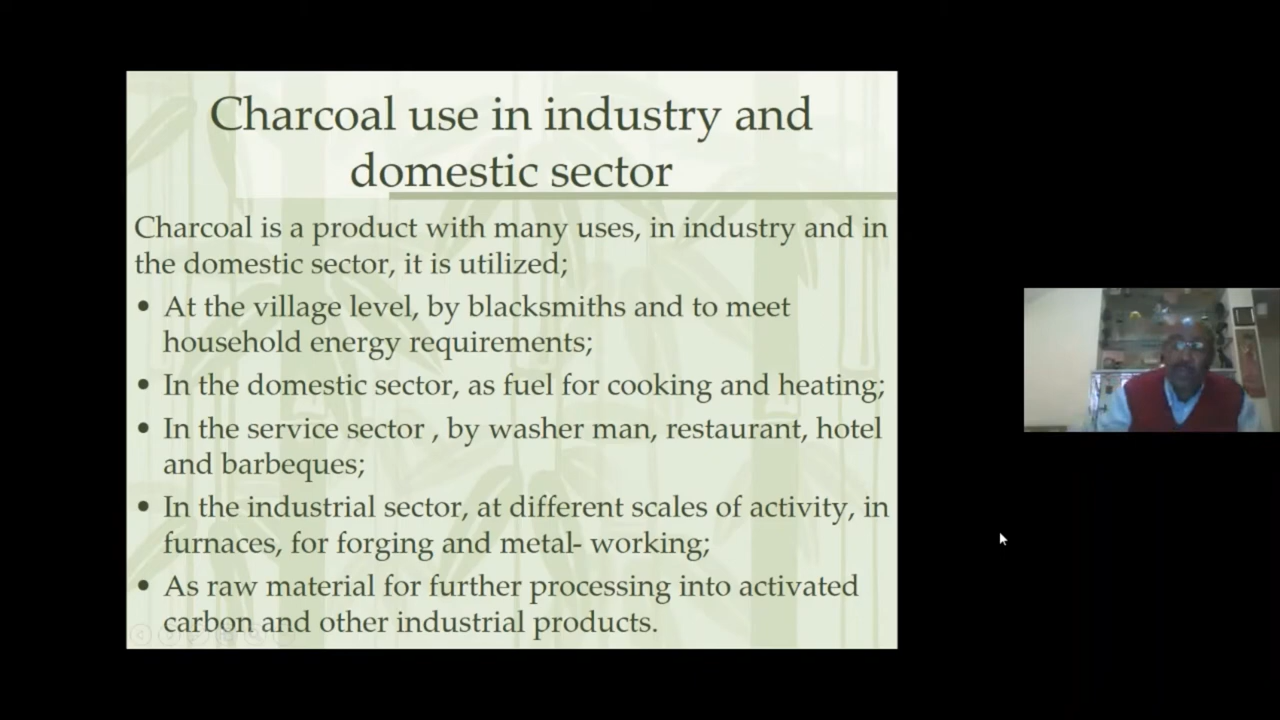 Charcoal use in industry and
domestic sector
Charcoal is a product with many uses, in industry and in
the domestic sector, it is utilized;
• At the village level, by blacksmiths and to meet
household energy requirements;
• In the domestic sector, as fuel for cooking and heating;
• In the service sector , by washer man, restaurant, hotel
and barbeques;
• In the industrial sector, at different scales of activity, in
furnaces, for forging and metal- working;
• As raw material for further processing into activated
carbon and other industrial products.